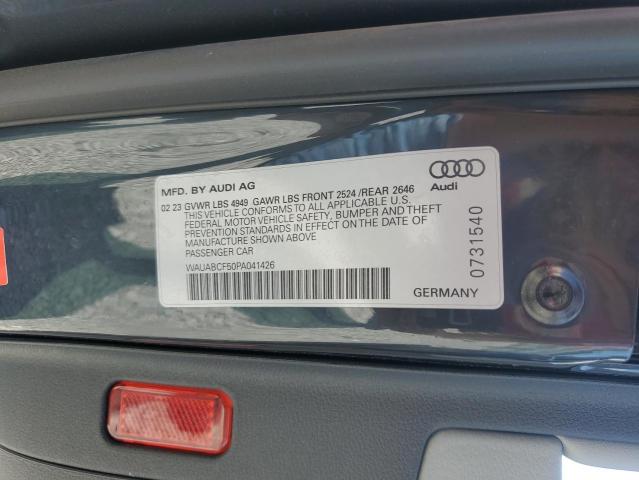 MFD. BY AUDI AG
02 23 GVWR LBS 4949 GAWR LBS FRONT 2524 /REAR 2646
THIS VEHICLE CONFORMS TO ALL APPLICABLE U.S.
FEDERAL MOTOR VEHICLE SAFETY, BUMPER AND THEFT
PREVENTION STANDARDS IN EFFECT ON THE DATE OF
MANUFACTURE SHOWN ABOVE
PASSENGER CAR
WAUABCF50PA041426
Audi
0731540
GERMANY